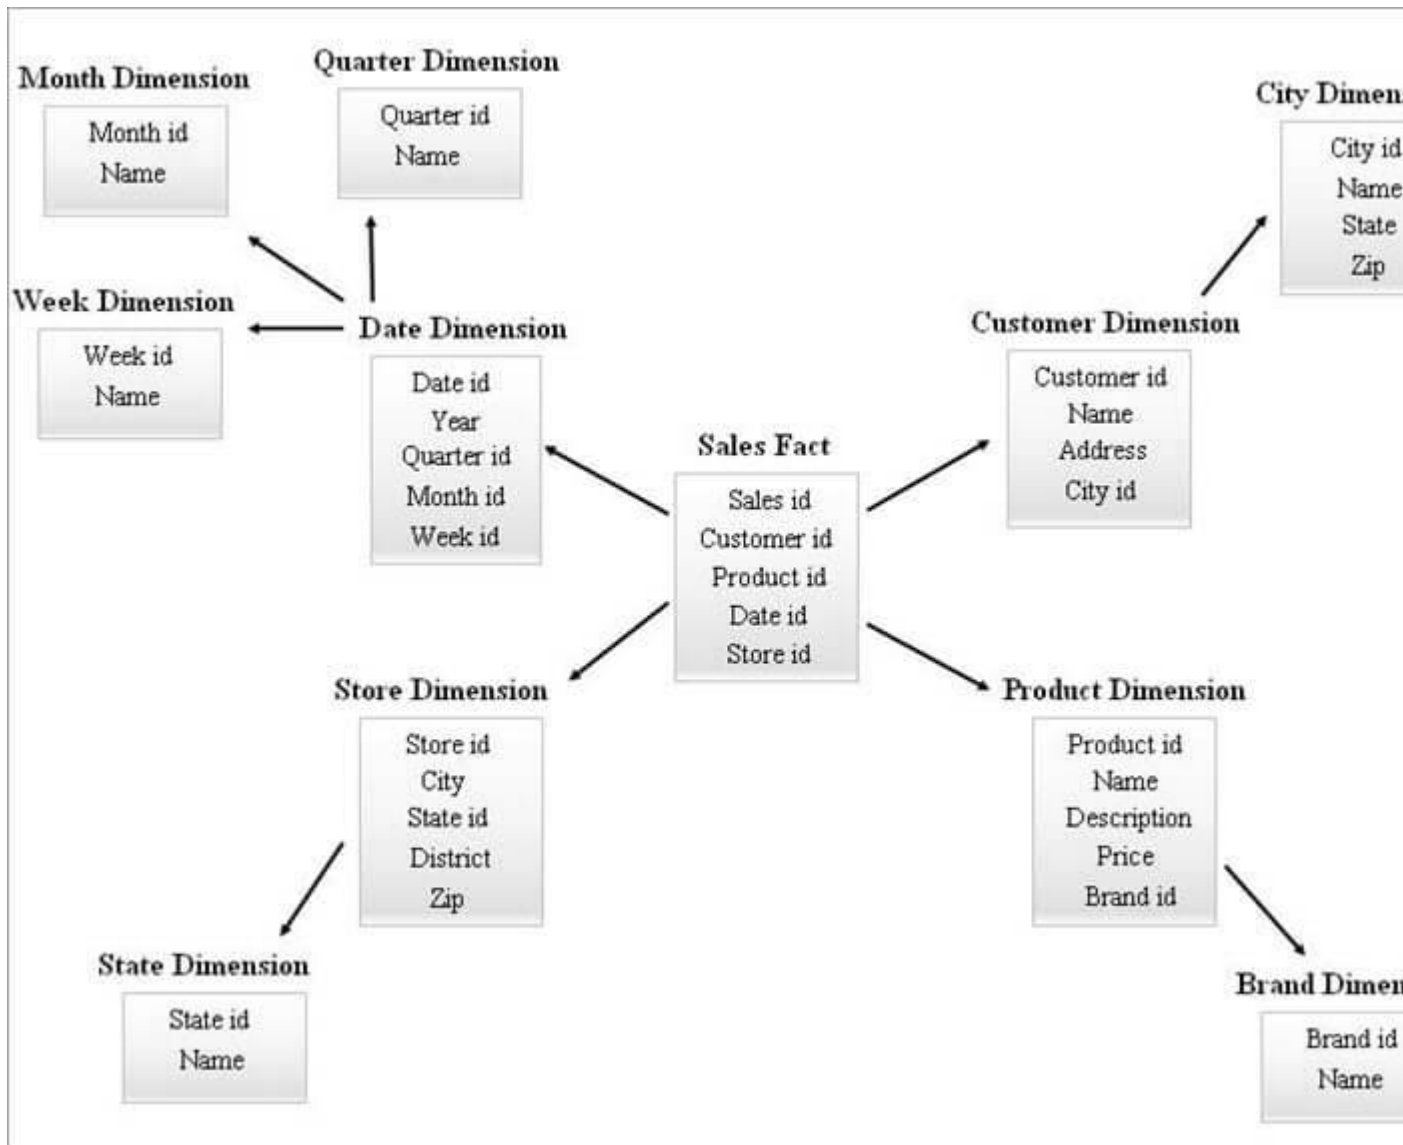 Month Dimension
Month id
Name
Quarter Dimension
Quarter id
Name
Week Dimension
Week id
Name
Date Dimension
Date id
Year
Quarter id
Month id
Week id
Sales Fact
Sales id
Customer id
Product id
Date id
Store id
Customer Dimension
Customer id
Name
Address
City id
City Dimens
City id
Name
State
Zip
Store Dimension
Store id
City
State id
District
Zip
State Dimension
State id
Name
Product Dimension
Product id
Name
Description
Price
Brand id
Brand Dimen
Brand id
Name